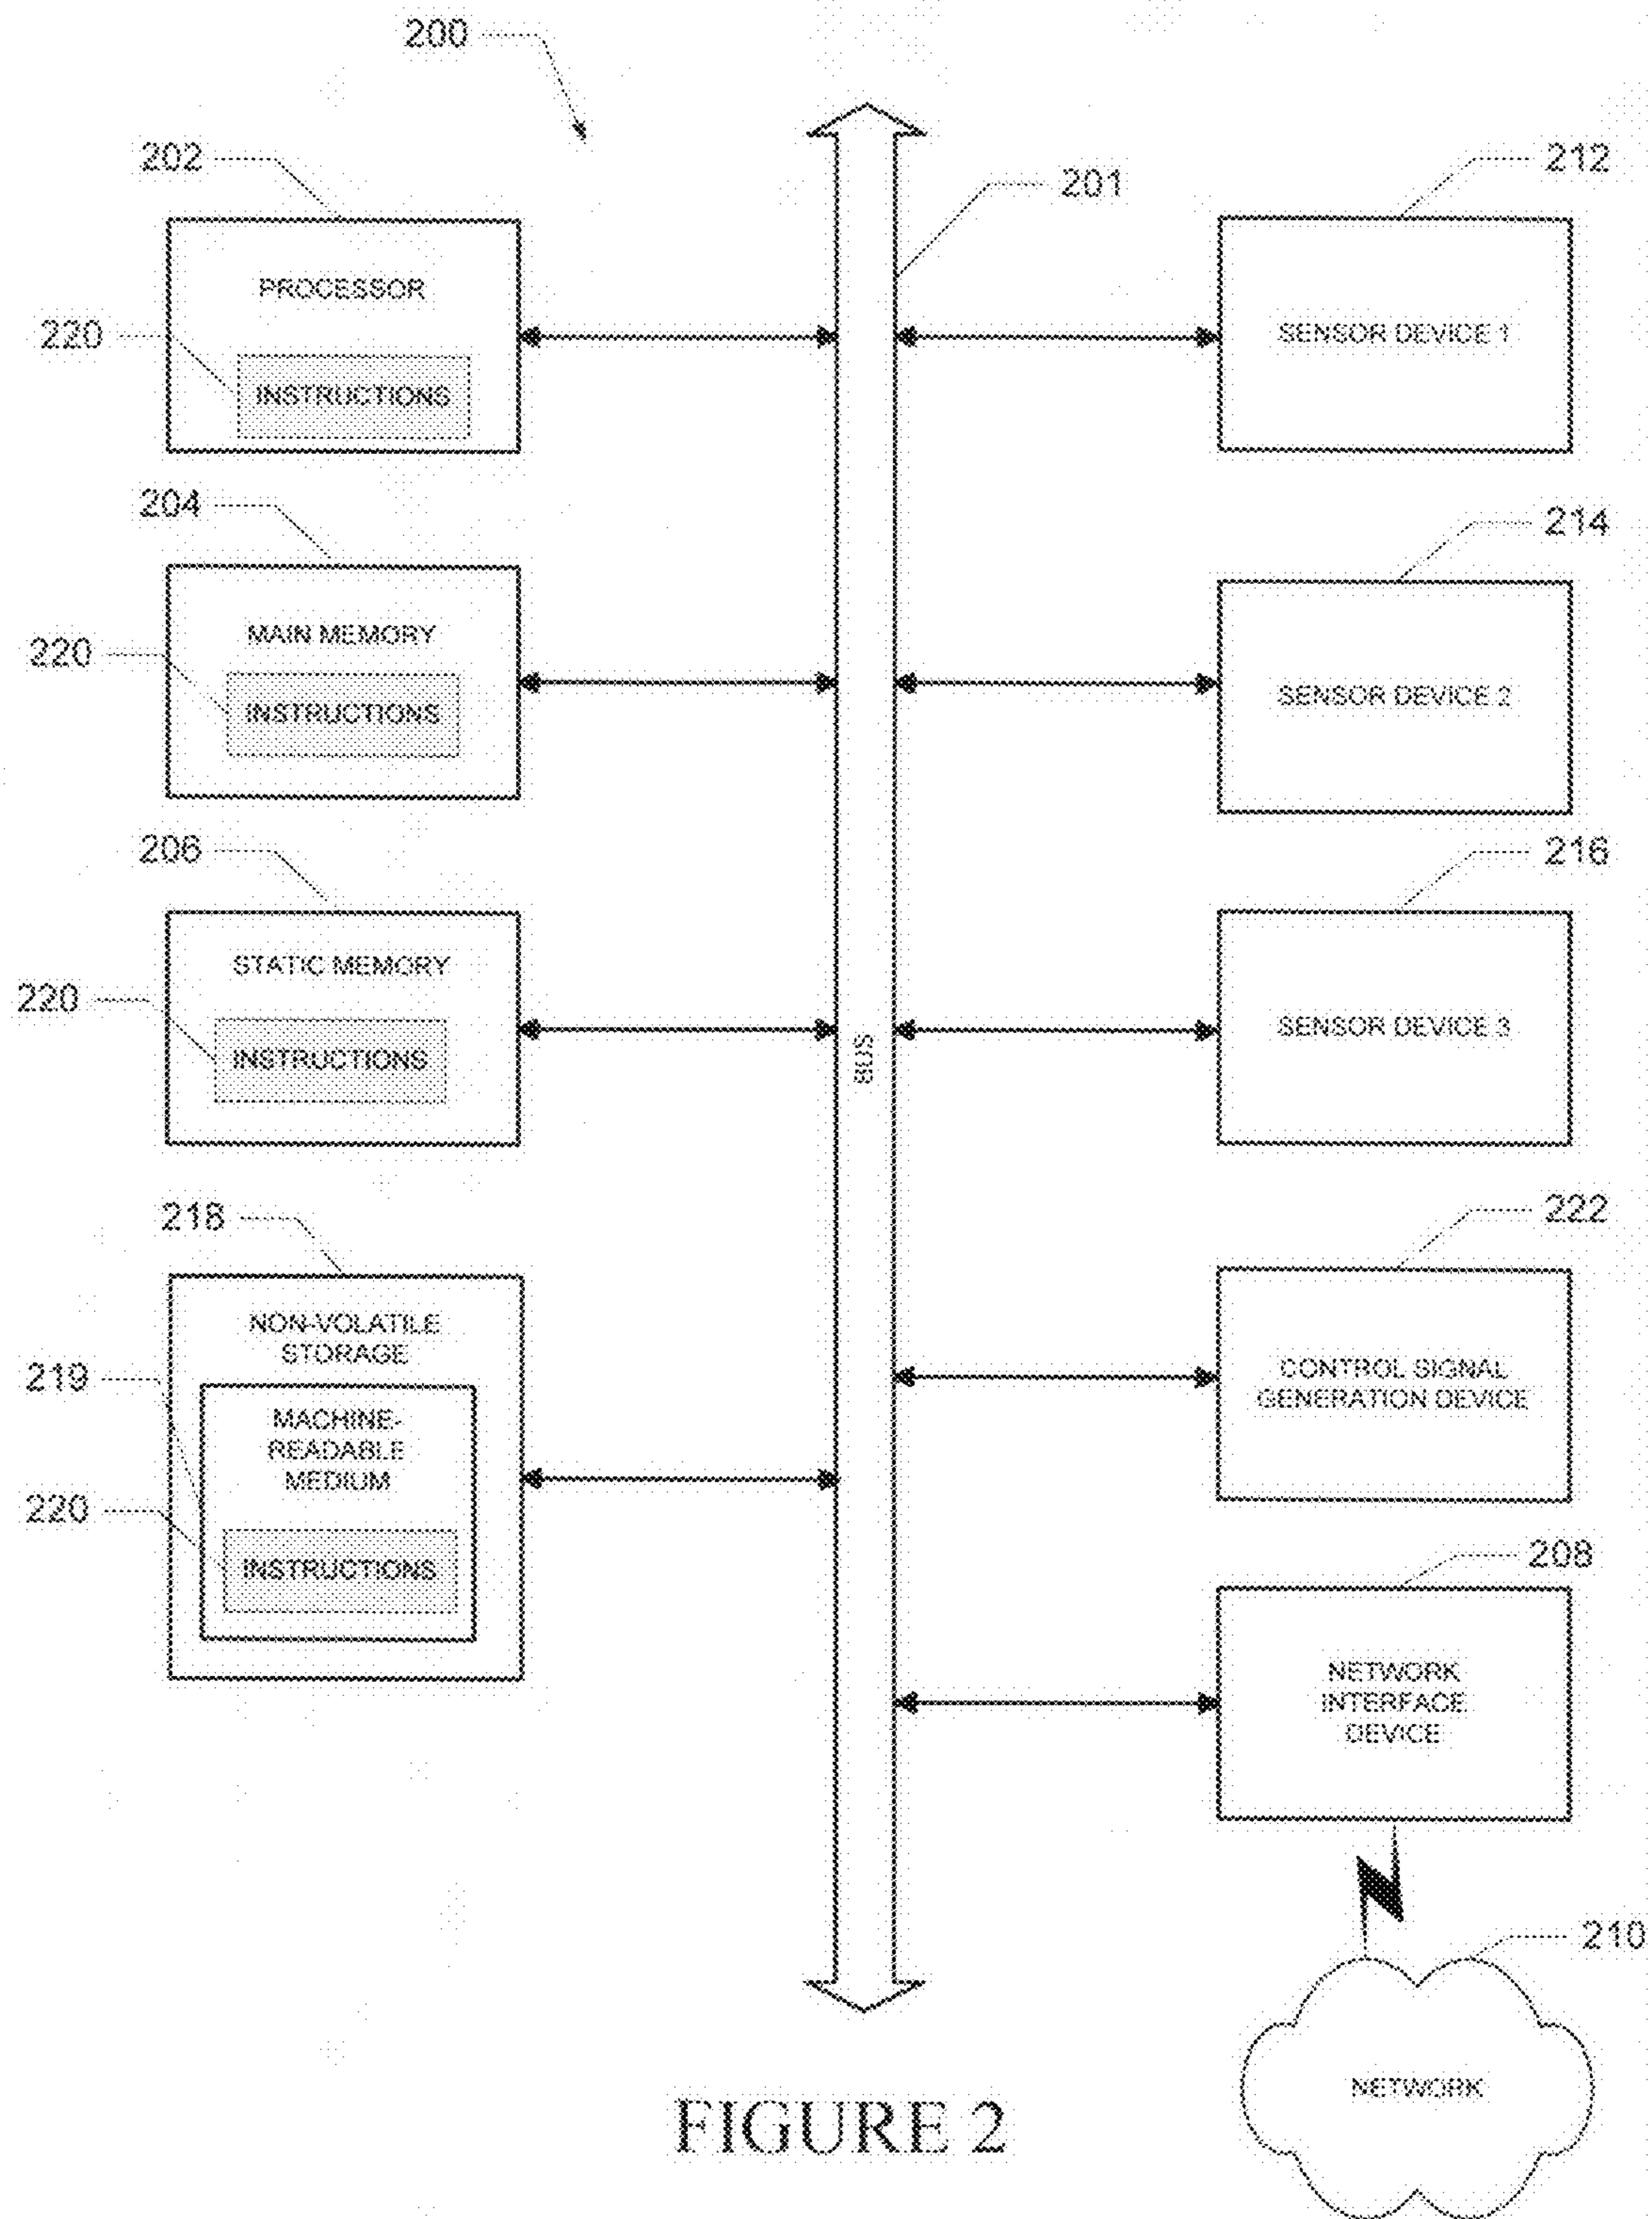 200
202
PROCESSOR
220
INSTRUCTIONS
204
MAIN MEMORY
220
INSTRUCTIONS
206
STATIC MEMORY
220
INSTRUCTIONS
218
NON-VOLATILE
STORAGE
219
MACHINE-
READABLE
MEDIUM
220
INSTRUCTIONS
201
BUS
212
SENSOR DEVICE 1
214
SENSOR DEVICE 2
216
SENSOR DEVICE 3
222
CONTROL SIGNAL
GENERATION DEVICE
208
NETWORK
INTERFACE
DEVICE
210
NETWORK
FIGURE 2